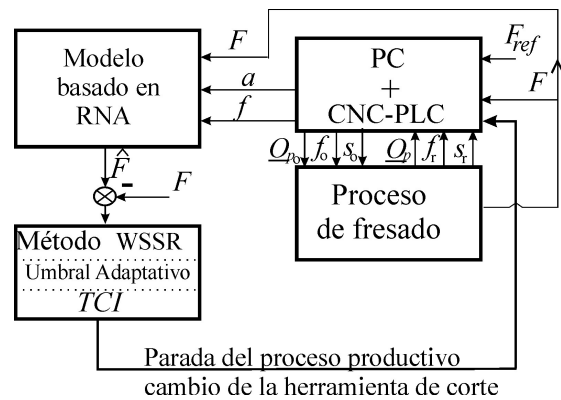 Modelo
basado en
RNA
F
a
f
PC
+
CNC-PLC
F_ref
F
O_po f_o s_o O_p f_r s_r
Proceso
de fresado
F̂
-
F
Método WSSR
Umbral Adaptativo
TCI
Parada del proceso productivo
cambio de la herramienta de corte